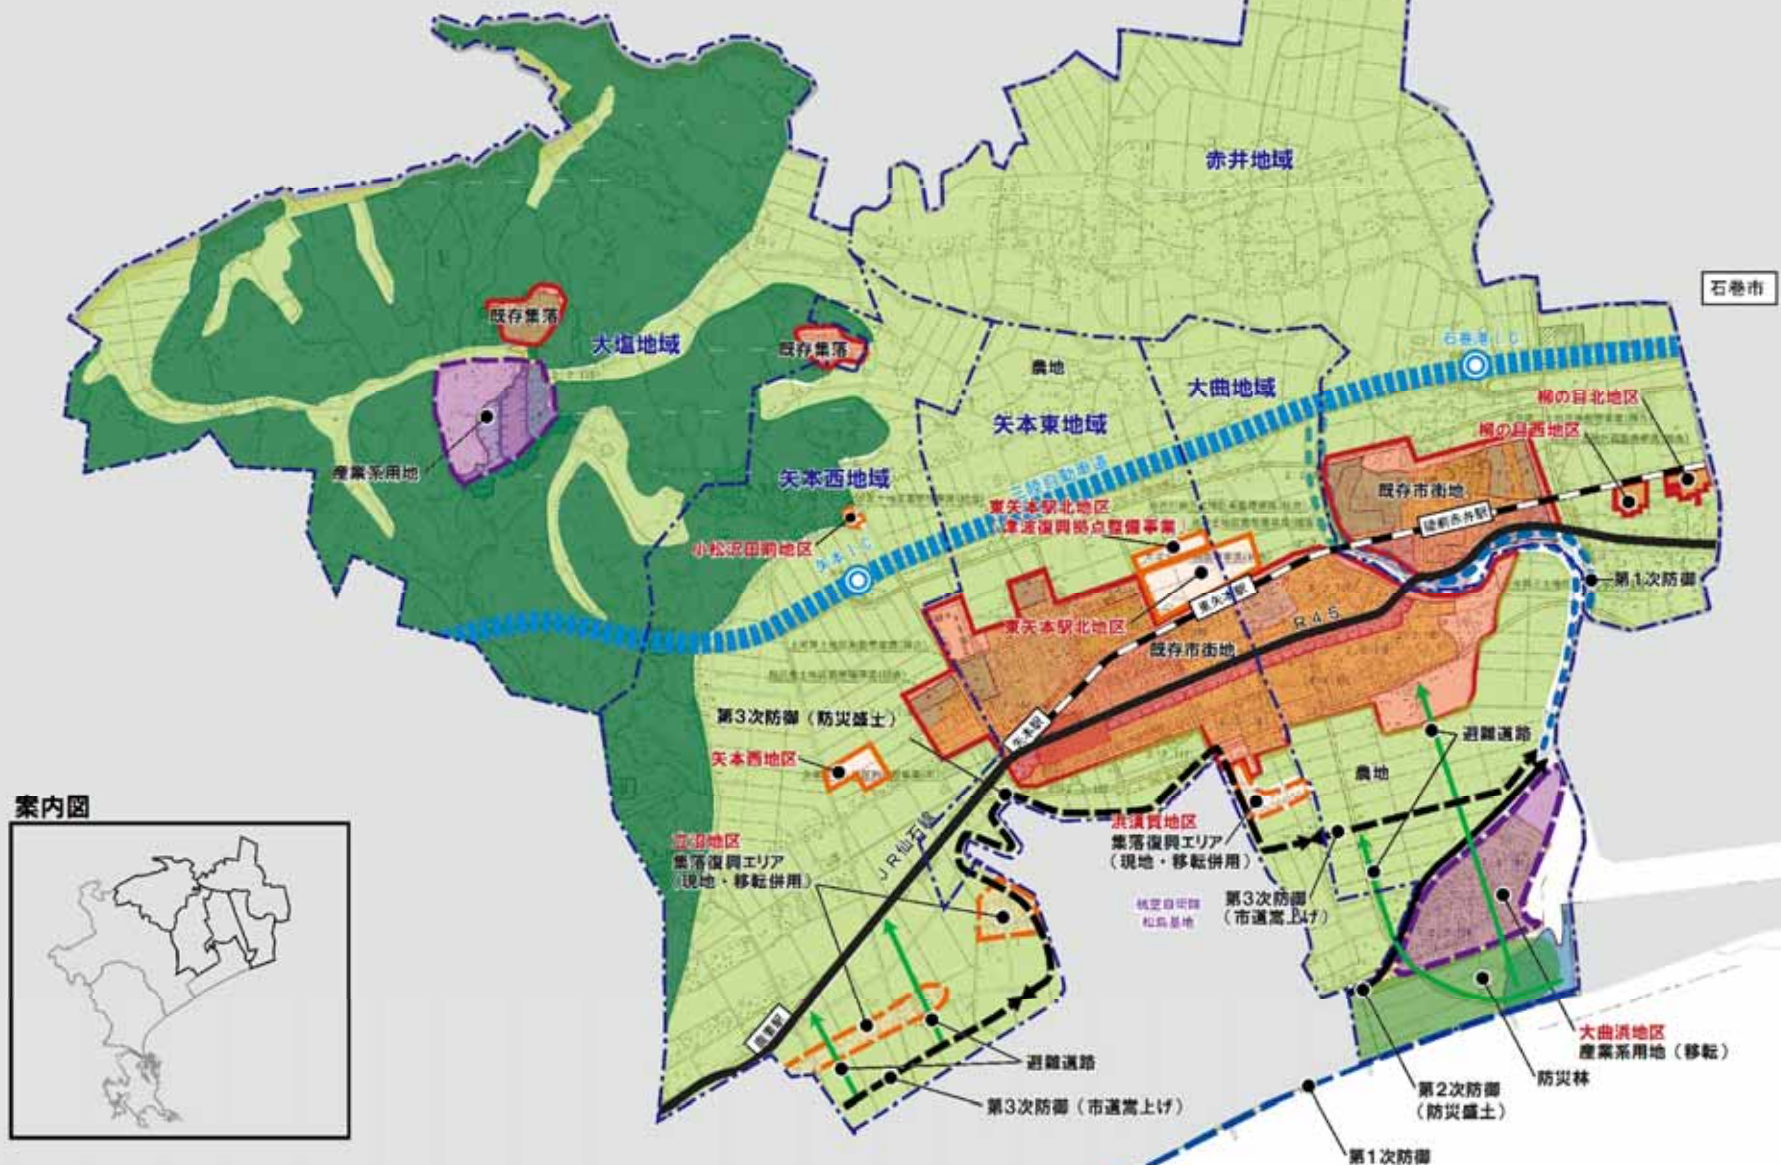 赤井地域
石巻市
石巻港IC
既存集落
大塩地域
既存集落
農地
大曲地域
柳の目北地区
矢本東地域
柳の目西地区
産業系用地
矢本西地域
三陸自動車道
既存市街地
東矢本駅北地区
津波復興拠点整備事業
陸前赤井駅
小松沢田前地区
矢本IC
第1次防御
東矢本駅
東矢本駅北地区
R45
既存市街地
第3次防御(防災盛土)
矢本駅
避難道路
矢本西地区
農地
案内図
JR仙石線
浜須賀地区
集落復興エリア
(現地・移転併用)
立沼地区
集落復興エリア
(現地・移転併用)
航空自衛隊
松島基地
第3次防御
(市道嵩上げ)
鹿妻駅
大曲浜地区
産業系用地(移転)
避難道路
防災林
第3次防御(市道嵩上げ)
第2次防御
(防災盛土)
第1次防御